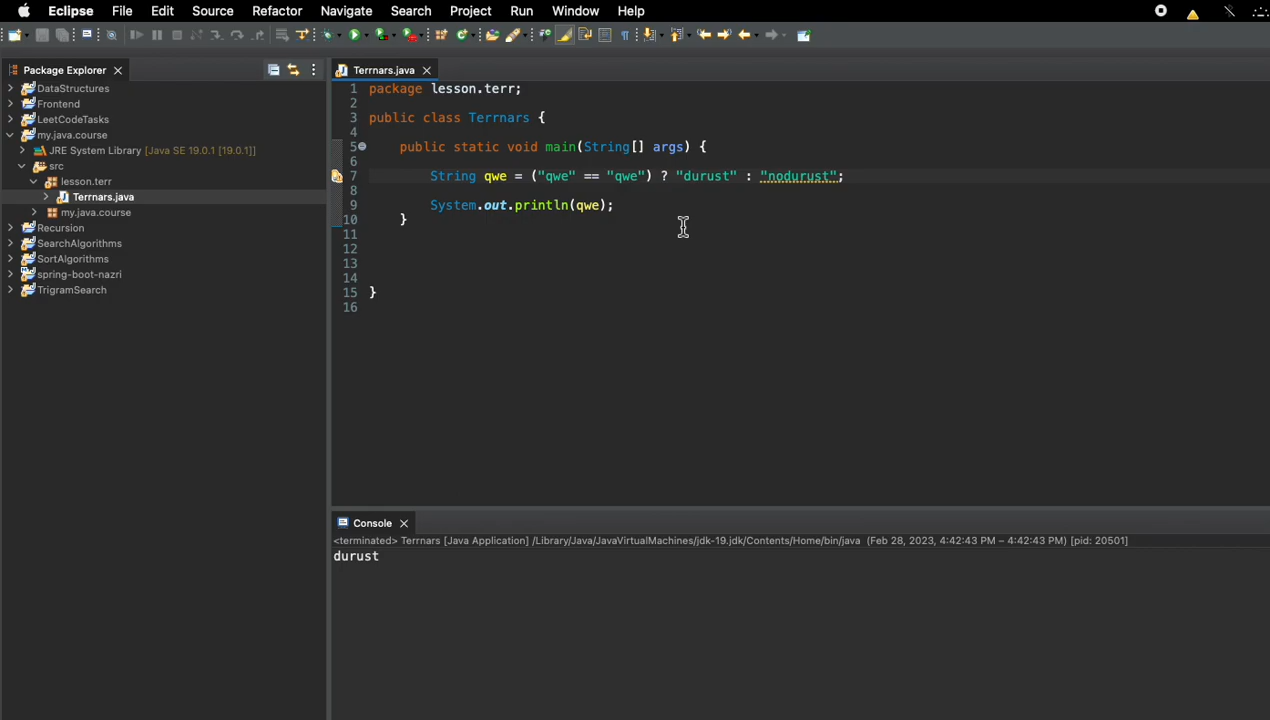 Eclipse File Edit Source Refactor Navigate Search Project Run Window Help
Package Explorer
Terrnars.java
DataStructures
Frontend
LeetCodeTasks
my.java.course
JRE System Library [Java SE 19.0.1 [19.0.1]]
src
lesson.terr
Terrnars.java
my.java.course
Recursion
SearchAlgorithms
SortAlgorithms
spring-boot-nazri
TrigramSearch
1 package lesson.terr;
2
3 public class Terrnars {
4
5 public static void main(String[] args) {
6
7 String qwe = ("qwe" == "qwe") ? "durust" : "nodurust";
8
9 System.out.println(qwe);
10 }
11
12
13
14
15 }
16
Console
<terminated> Terrnars [Java Application] /Library/Java/JavaVirtualMachines/jdk-19.jdk/Contents/Home/bin/java (Feb 28, 2023, 4:42:43 PM – 4:42:43 PM) [pid: 20501]
durust